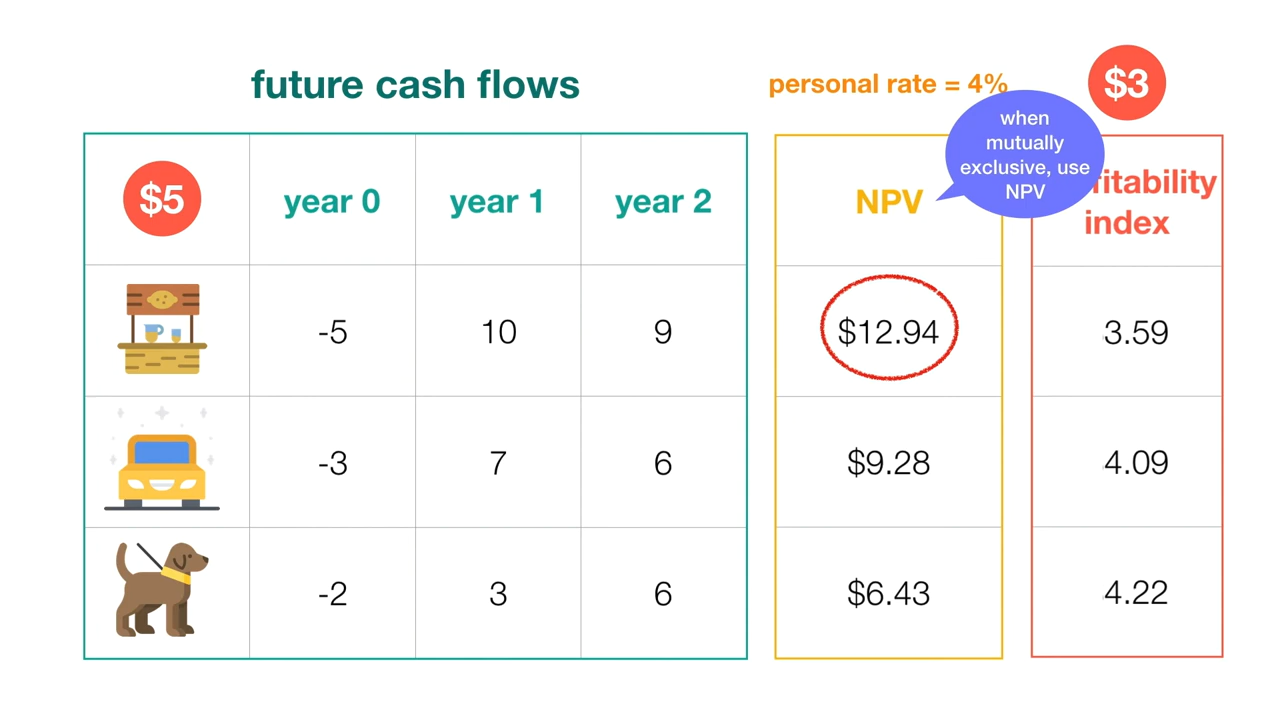 future cash flows
personal rate = 4%
$3
when
mutually
exclusive, use
NPV
$5
year 0
year 1
year 2
NPV
fitability
index
-5
10
9
$12.94
3.59
-3
7
6
$9.28
4.09
-2
3
6
$6.43
4.22